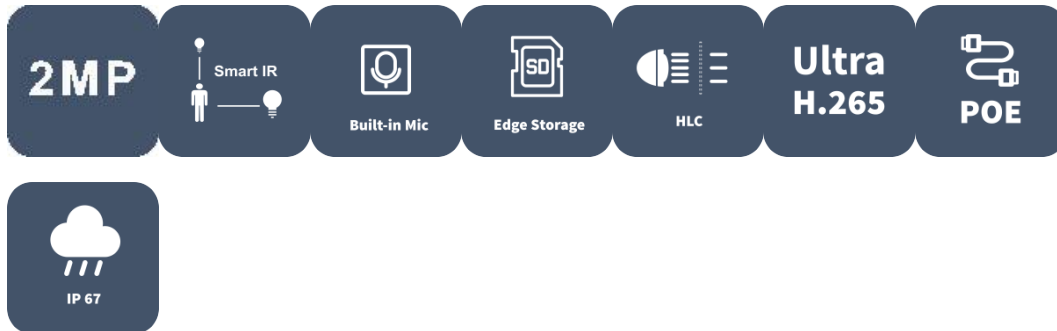 2MP
Smart IR
Built-in Mic
SD
Edge Storage
HLC
Ultra
H.265
POE
IP 67